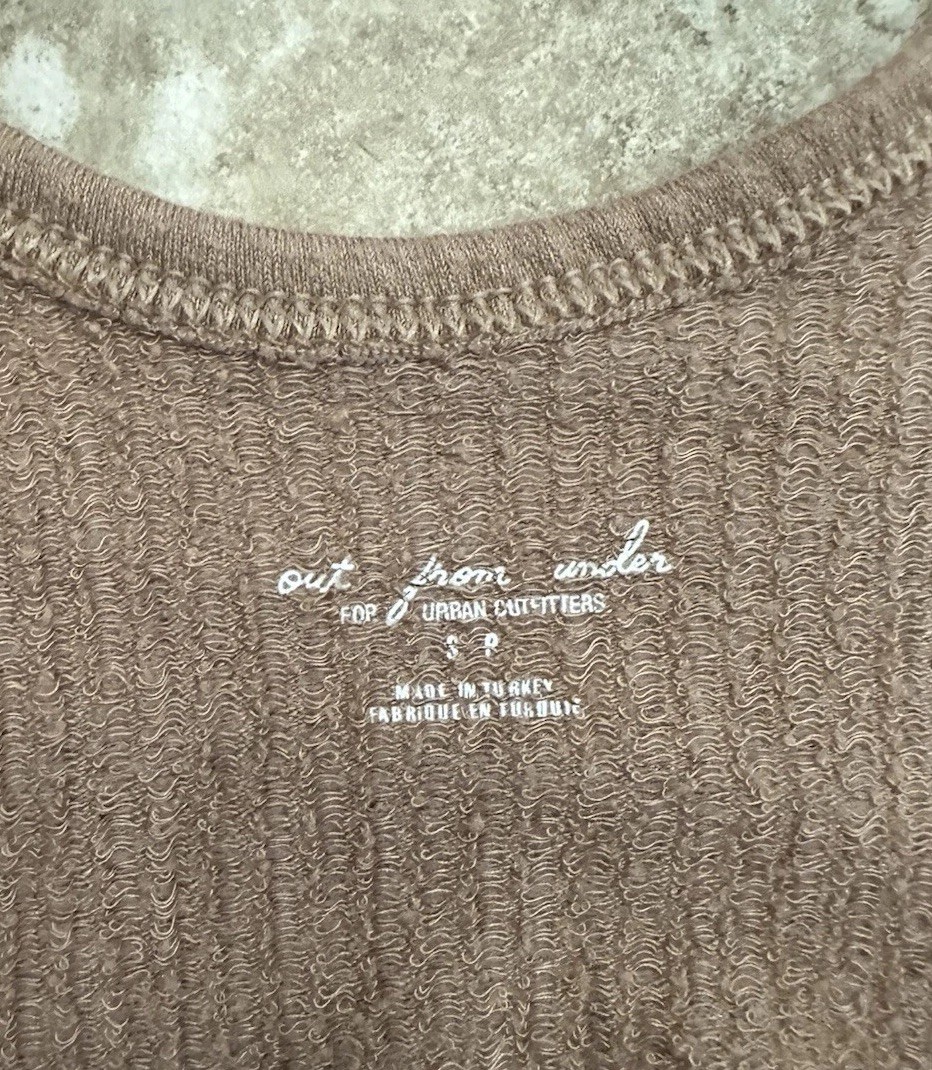 out from under
FOR URBAN OUTFITTERS
S P
MADE IN TURKEY
FABRIQUE EN TURQUIE